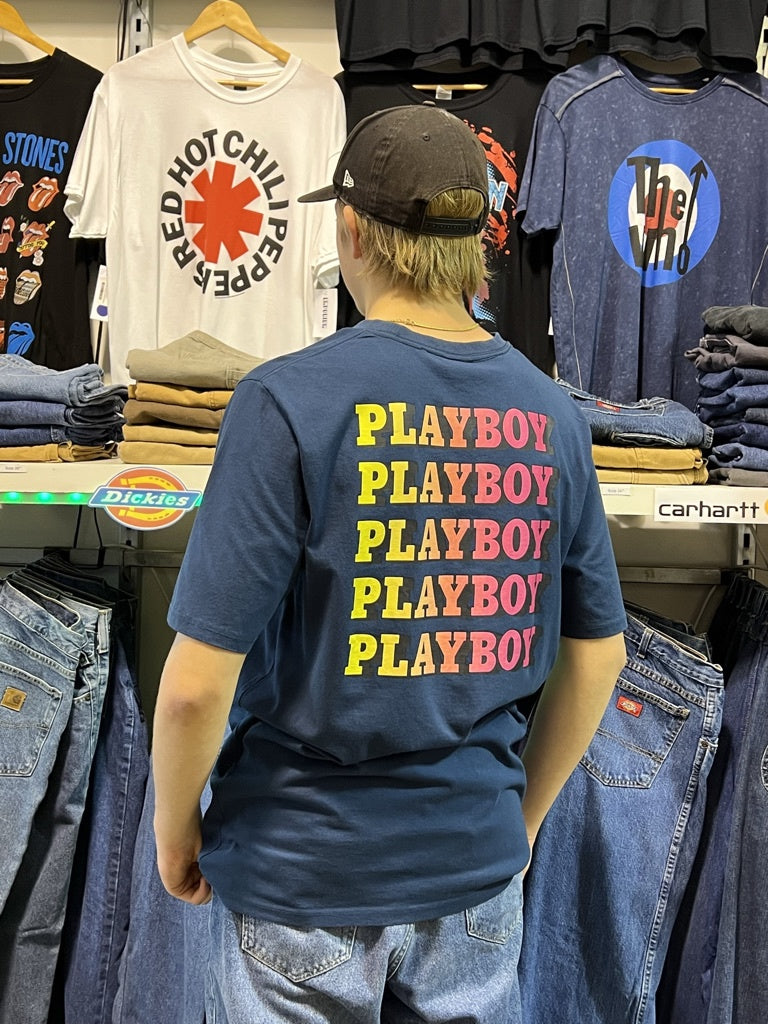 STONES
RED HOT CHILI PEPPERS
The
Who
PLAYBOY
PLAYBOY
PLAYBOY
PLAYBOY
PLAYBOY
Dickies
carhartt